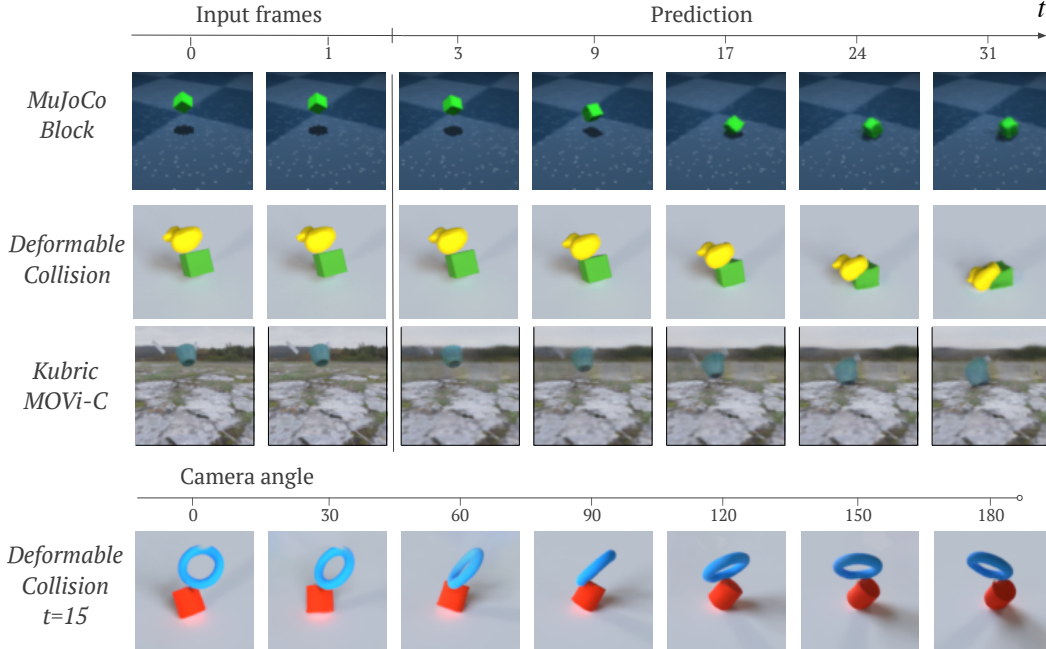 Input frames Prediction t
0 1 3 9 17 24 31
MuJoCo
Block
Deformable
Collision
Kubric
MOVi-C
Camera angle
0 30 60 90 120 150 180
Deformable
Collision
t=15